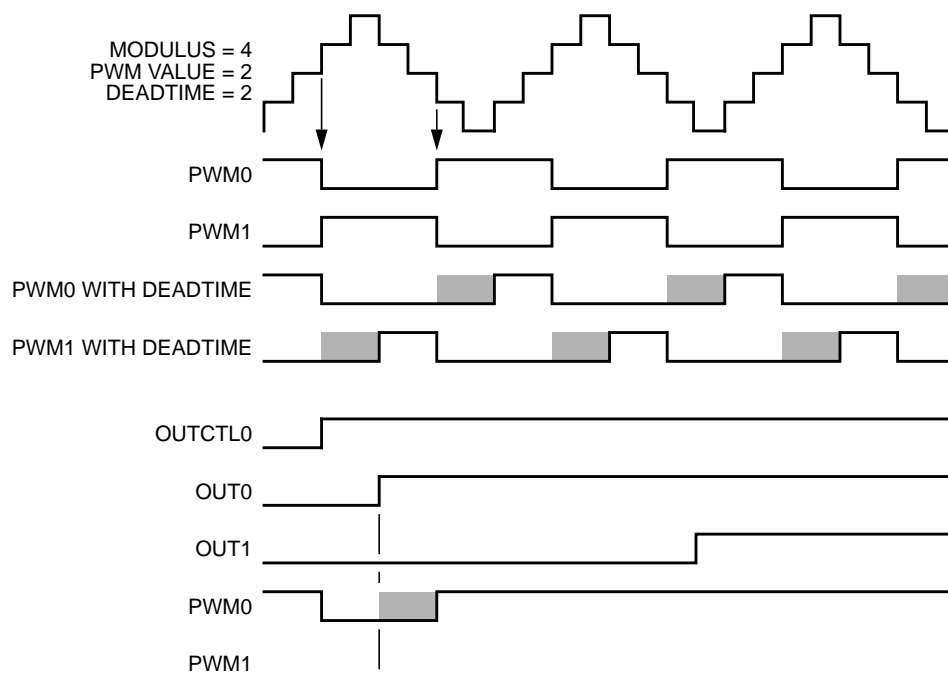 MODULUS = 4
PWM VALUE = 2
DEADTIME = 2
PWM0
PWM1
PWM0 WITH DEADTIME
PWM1 WITH DEADTIME
OUTCTL0
OUT0
OUT1
PWM0
PWM1